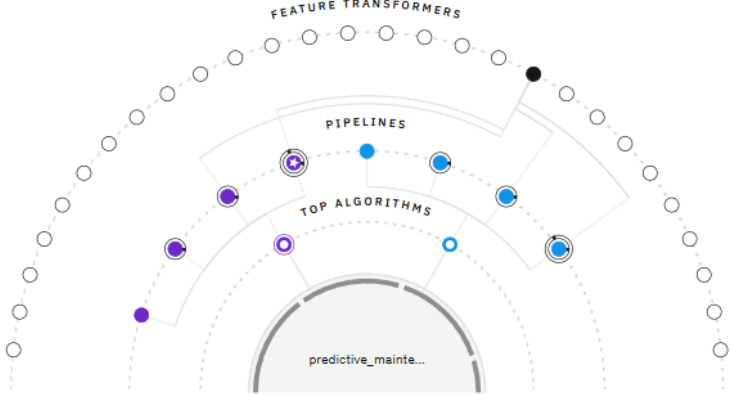 FEATURE TRANSFORMERS
PIPELINES
TOP ALGORITHMS
predictive_mainte...